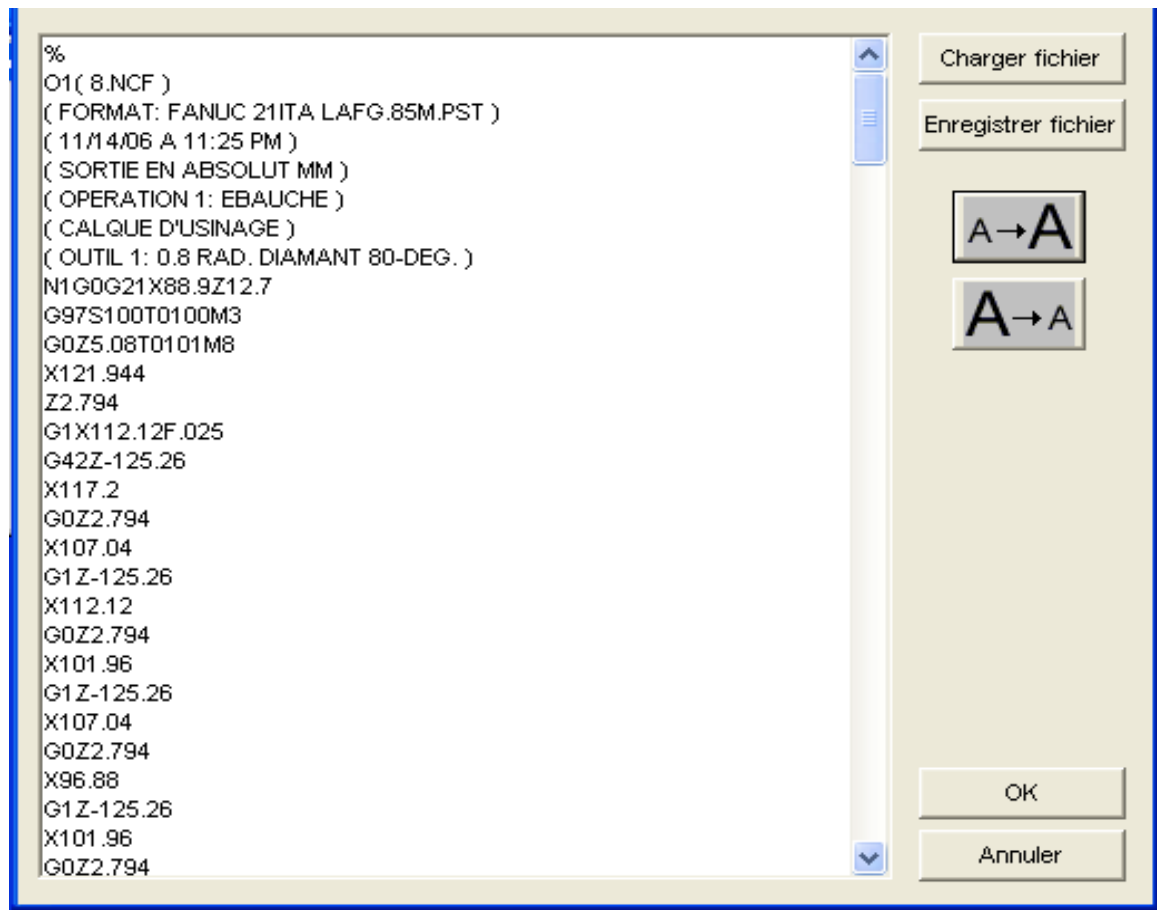 %
O1( 8.NCF )
( FORMAT: FANUC 21ITA LAFG.85M.PST )
( 11/14/06 A 11:25 PM )
( SORTIE EN ABSOLUT MM )
( OPERATION 1: EBAUCHE )
( CALQUE D'USINAGE )
( OUTIL 1: 0.8 RAD. DIAMANT 80-DEG. )
N1G0G21X88.9Z12.7
G97S100T0100M3
G0Z5.08T0101M8
X121.944
Z2.794
G1X112.12F.025
G42Z-125.26
X117.2
G0Z2.794
X107.04
G1Z-125.26
X112.12
G0Z2.794
X101.96
G1Z-125.26
X107.04
G0Z2.794
X96.88
G1Z-125.26
X101.96
G0Z2.794
Charger fichier
Enregistrer fichier
A→A
A→A
OK
Annuler